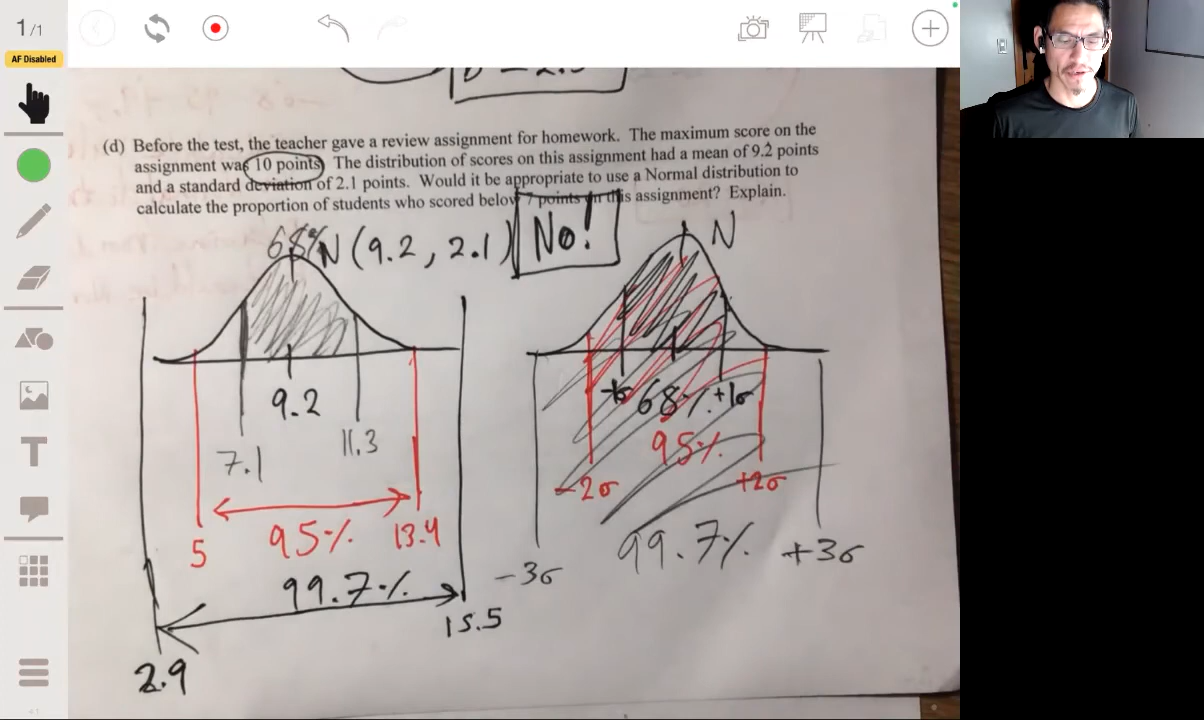 1/1
AF Disabled
(d) Before the test, the teacher gave a review assignment for homework. The maximum score on the
assignment was 10 points. The distribution of scores on this assignment had a mean of 9.2 points
and a standard deviation of 2.1 points. Would it be appropriate to use a Normal distribution to
calculate the proportion of students who scored below 7 points on this assignment? Explain.
68% N (9.2, 2.1) No! N
9.2
7.1 11.3
5 95% 13.4
99.7%
2.9 15.5
68% +1σ
95%
-2σ +2σ
-3σ 99.7% +3σ
T